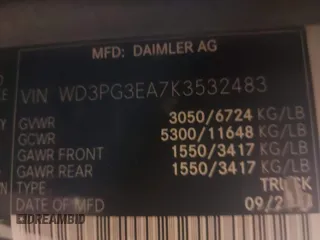 MFD: DAIMLER AG
VIN WD3PG3EA7K3532483
GVWR 3050/6724 KG/LB
GCWR 5300/11648 KG/LB
GAWR FRONT 1550/3417 KG/LB
GAWR REAR 1550/3417 KG/LB
TYPE TRUCK
DATE OF MFD 09/
DREAMBID